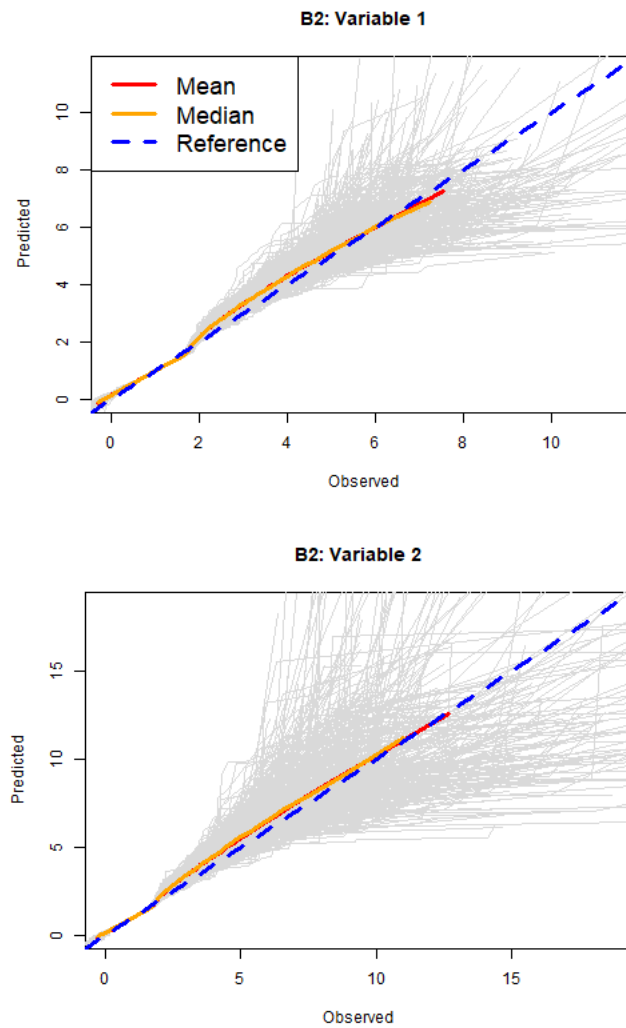 B2: Variable 1
Mean
Median
Reference
Predicted
0 2 4 6 8 10
0 2 4 6 8 10
Observed
B2: Variable 2
Predicted
0 5 10 15
0 5 10 15
Observed